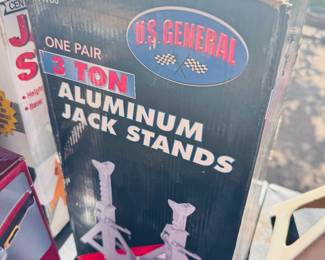 U.S. GENERAL
ONE PAIR
3 TON
ALUMINUM
JACK STANDS